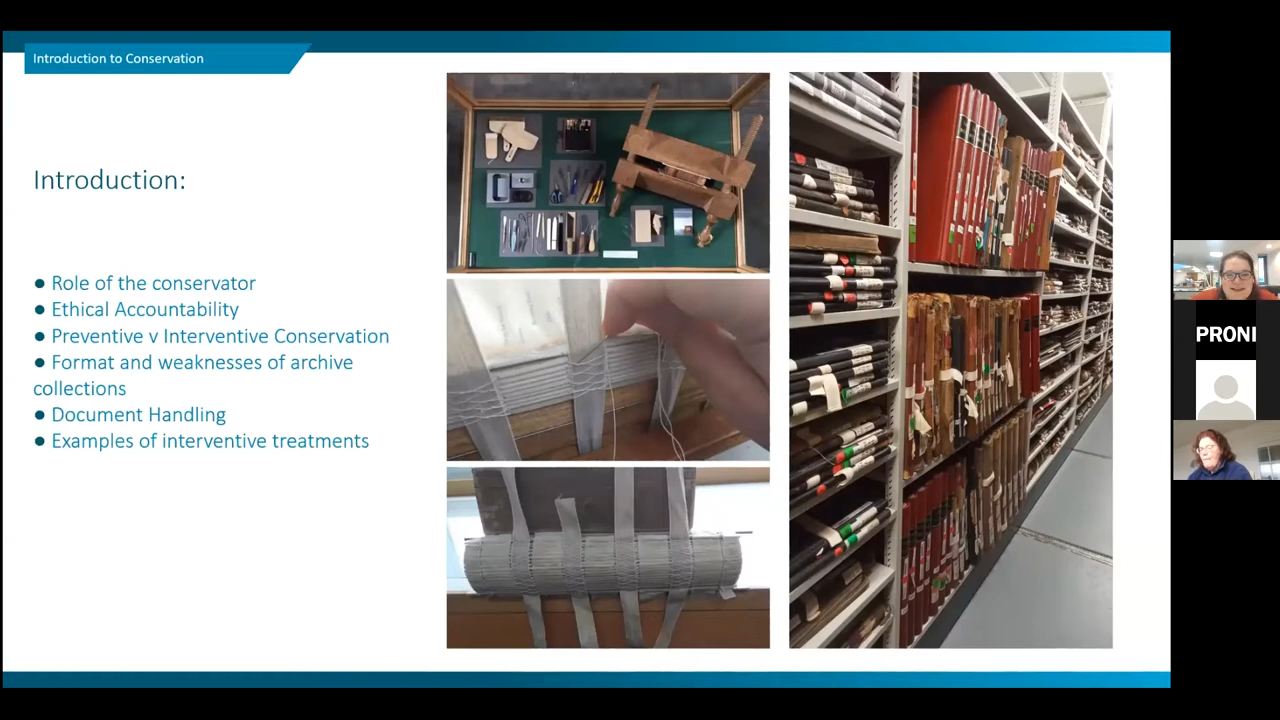 Introduction to Conservation
Introduction:
● Role of the conservator
● Ethical Accountability
● Preventive v Interventive Conservation
● Format and weaknesses of archive
collections
● Document Handling
● Examples of interventive treatments
PRONI